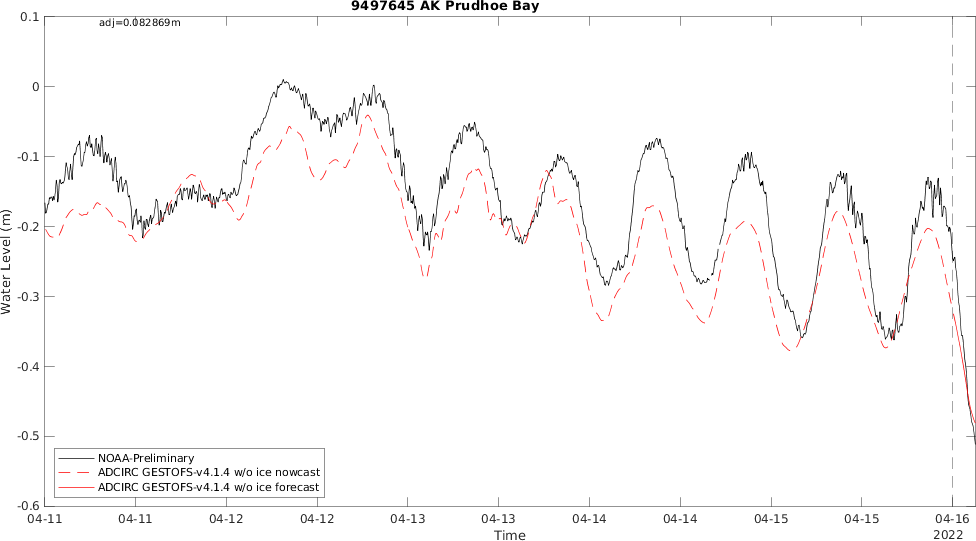 9497645 AK Prudhoe Bay
adj=0.082869m
0.1
0
-0.1
-0.2
-0.3
-0.4
-0.5
-0.6
Water Level (m)
NOAA-Preliminary
ADCIRC GESTOFS-v4.1.4 w/o ice nowcast
ADCIRC GESTOFS-v4.1.4 w/o ice forecast
04-11 04-11 04-12 04-12 04-13 04-13 04-14 04-14 04-15 04-15 04-16
Time
2022